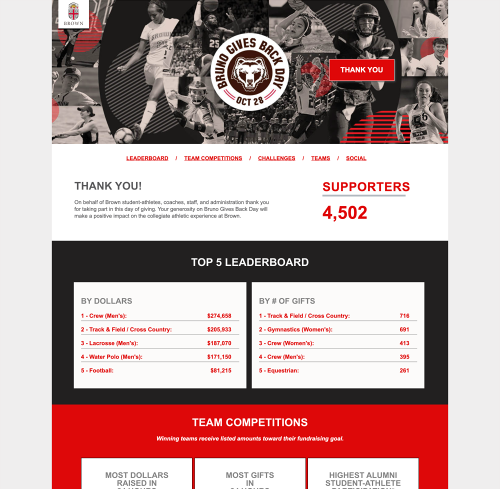 BROWN
BRUNO GIVES BACK DAY
OCT 28
THANK YOU
LEADERBOARD / TEAM COMPETITIONS / CHALLENGES / TEAMS / SOCIAL
THANK YOU!
On behalf of Brown student-athletes, coaches, staff, and administration thank you
for taking part in this day of giving. Your generosity on Bruno Gives Back Day will
make a positive impact on the collegiate athletic experience at Brown.
SUPPORTERS
4,502
TOP 5 LEADERBOARD
BY DOLLARS
1 - Crew (Men's): $274,658
2 - Track & Field / Cross Country: $205,933
3 - Lacrosse (Men's): $187,070
4 - Water Polo (Men's): $171,150
5 - Football: $81,215
BY # OF GIFTS
1 - Track & Field / Cross Country: 716
2 - Gymnastics (Women's): 691
3 - Crew (Women's): 413
4 - Crew (Men's): 395
5 - Equestrian: 261
TEAM COMPETITIONS
Winning teams receive listed amounts toward their fundraising goal.
MOST DOLLARS
RAISED IN
MOST GIFTS
IN
HIGHEST ALUMNI
STUDENT-ATHLETE